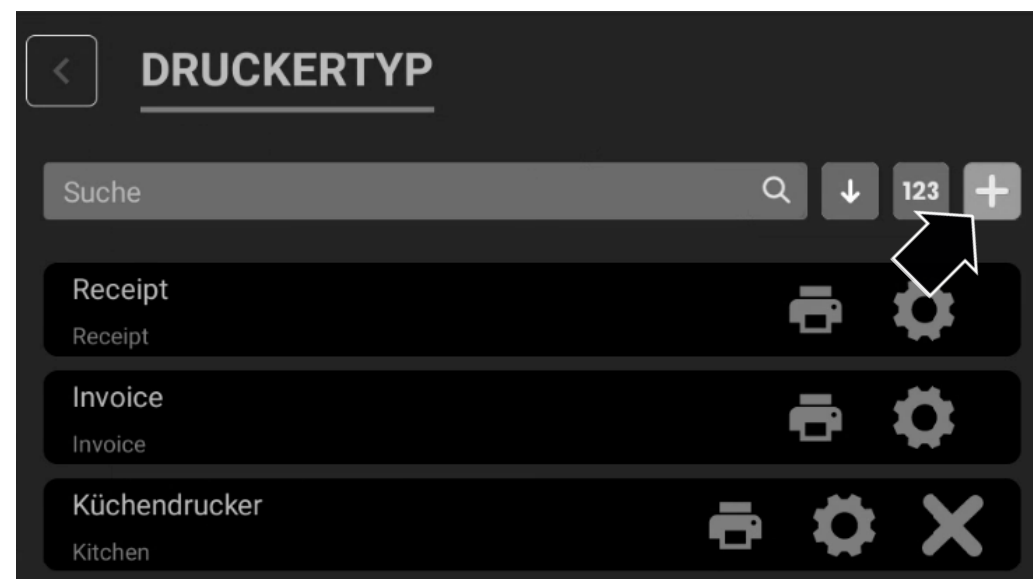 DRUCKERTYP
Suche
123
Receipt
Receipt
Invoice
Invoice
Küchendrucker
Kitchen